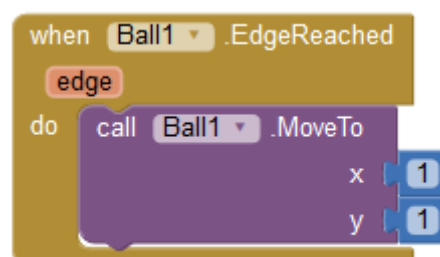 when Ball1 .EdgeReached
edge
do call Ball1 .MoveTo
x 1
y 1